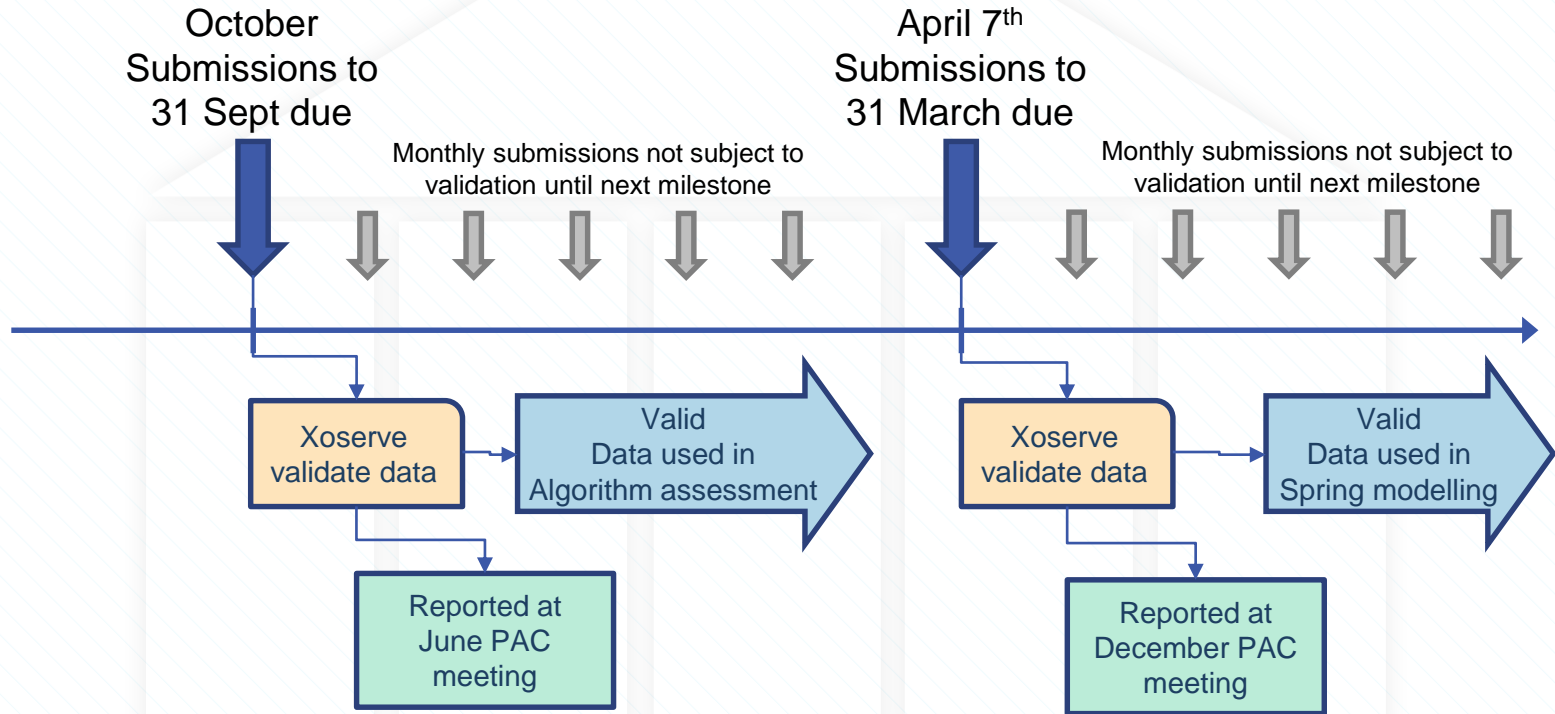 October
Submissions to
31 Sept due
April 7th
Submissions to
31 March due
Monthly submissions not subject to
validation until next milestone
Monthly submissions not subject to
validation until next milestone
Xoserve
validate data
Valid
Data used in
Algorithm assessment
Xoserve
validate data
Valid
Data used in
Spring modelling
Reported at
June PAC
meeting
Reported at
December PAC
meeting